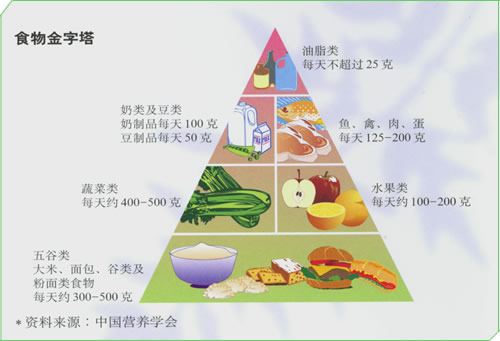 食物金字塔
油脂类
每天不超过25克
奶类及豆类
奶制品每天100克
豆制品每天50克
鱼、禽、肉、蛋
每天125-200克
蔬菜类
每天约400-500克
水果类
每天约100-200克
五谷类
大米、面包、谷类及
粉面类食物
每天约300-500克
*资料来源：中国营养学会